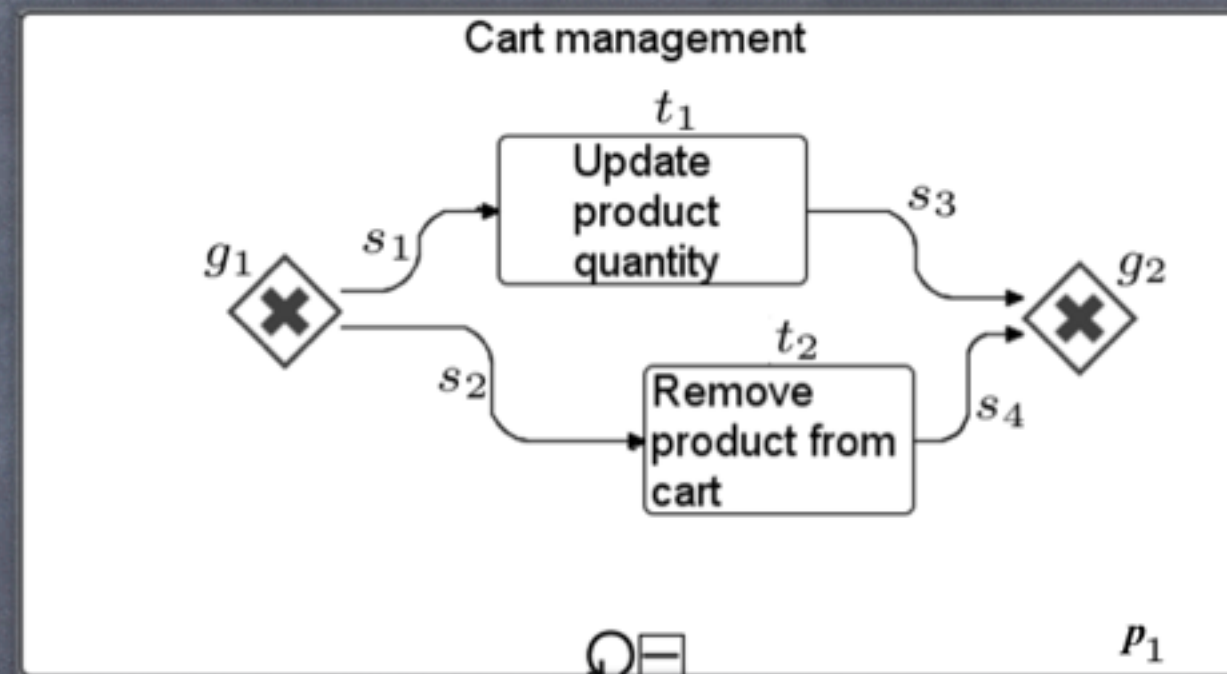 Cart management
t1
Update
product
quantity
s3
s1
g1
g2
t2
s2
Remove
product from
cart
s4
p1